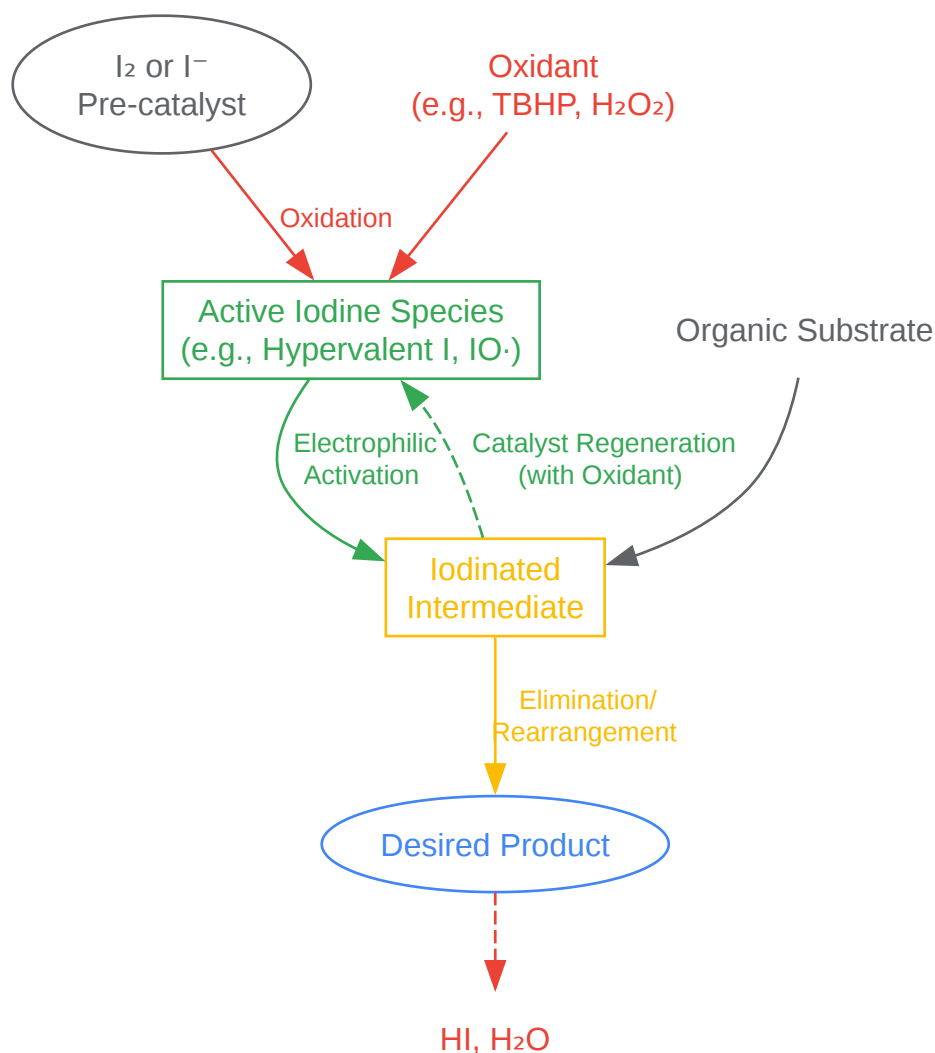 I₂ or I⁻
Pre-catalyst
Oxidant
(e.g., TBHP, H₂O₂)
Oxidation
Active Iodine Species
(e.g., Hypervalent I, IO·)
Organic Substrate
Electrophilic
Activation
Catalyst Regeneration
(with Oxidant)
Iodinated
Intermediate
Elimination/
Rearrangement
Desired Product
HI, H₂O